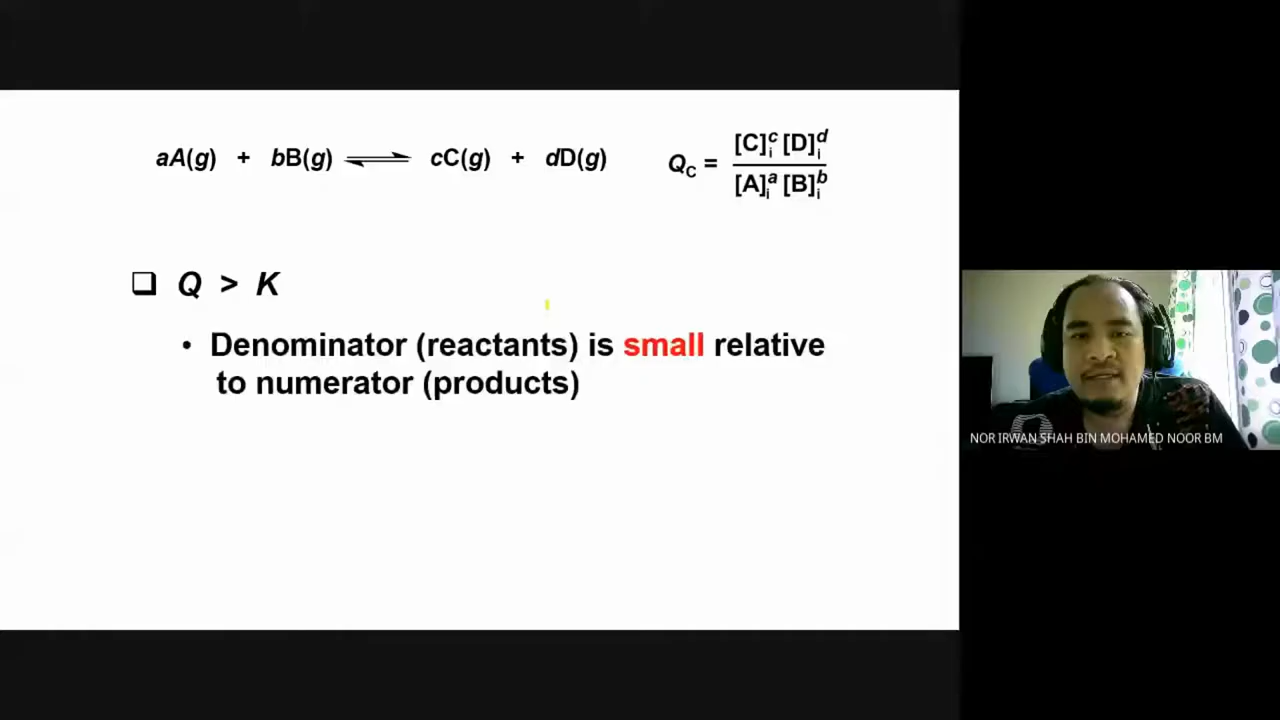 aA(g) + bB(g) ⇌ cC(g) + dD(g)
Q_C = [C]_i^c [D]_i^d / [A]_i^a [B]_i^b
❑ Q > K
• Denominator (reactants) is small relative
to numerator (products)
NOR IRWAN SHAH BIN MOHAMED NOOR BM